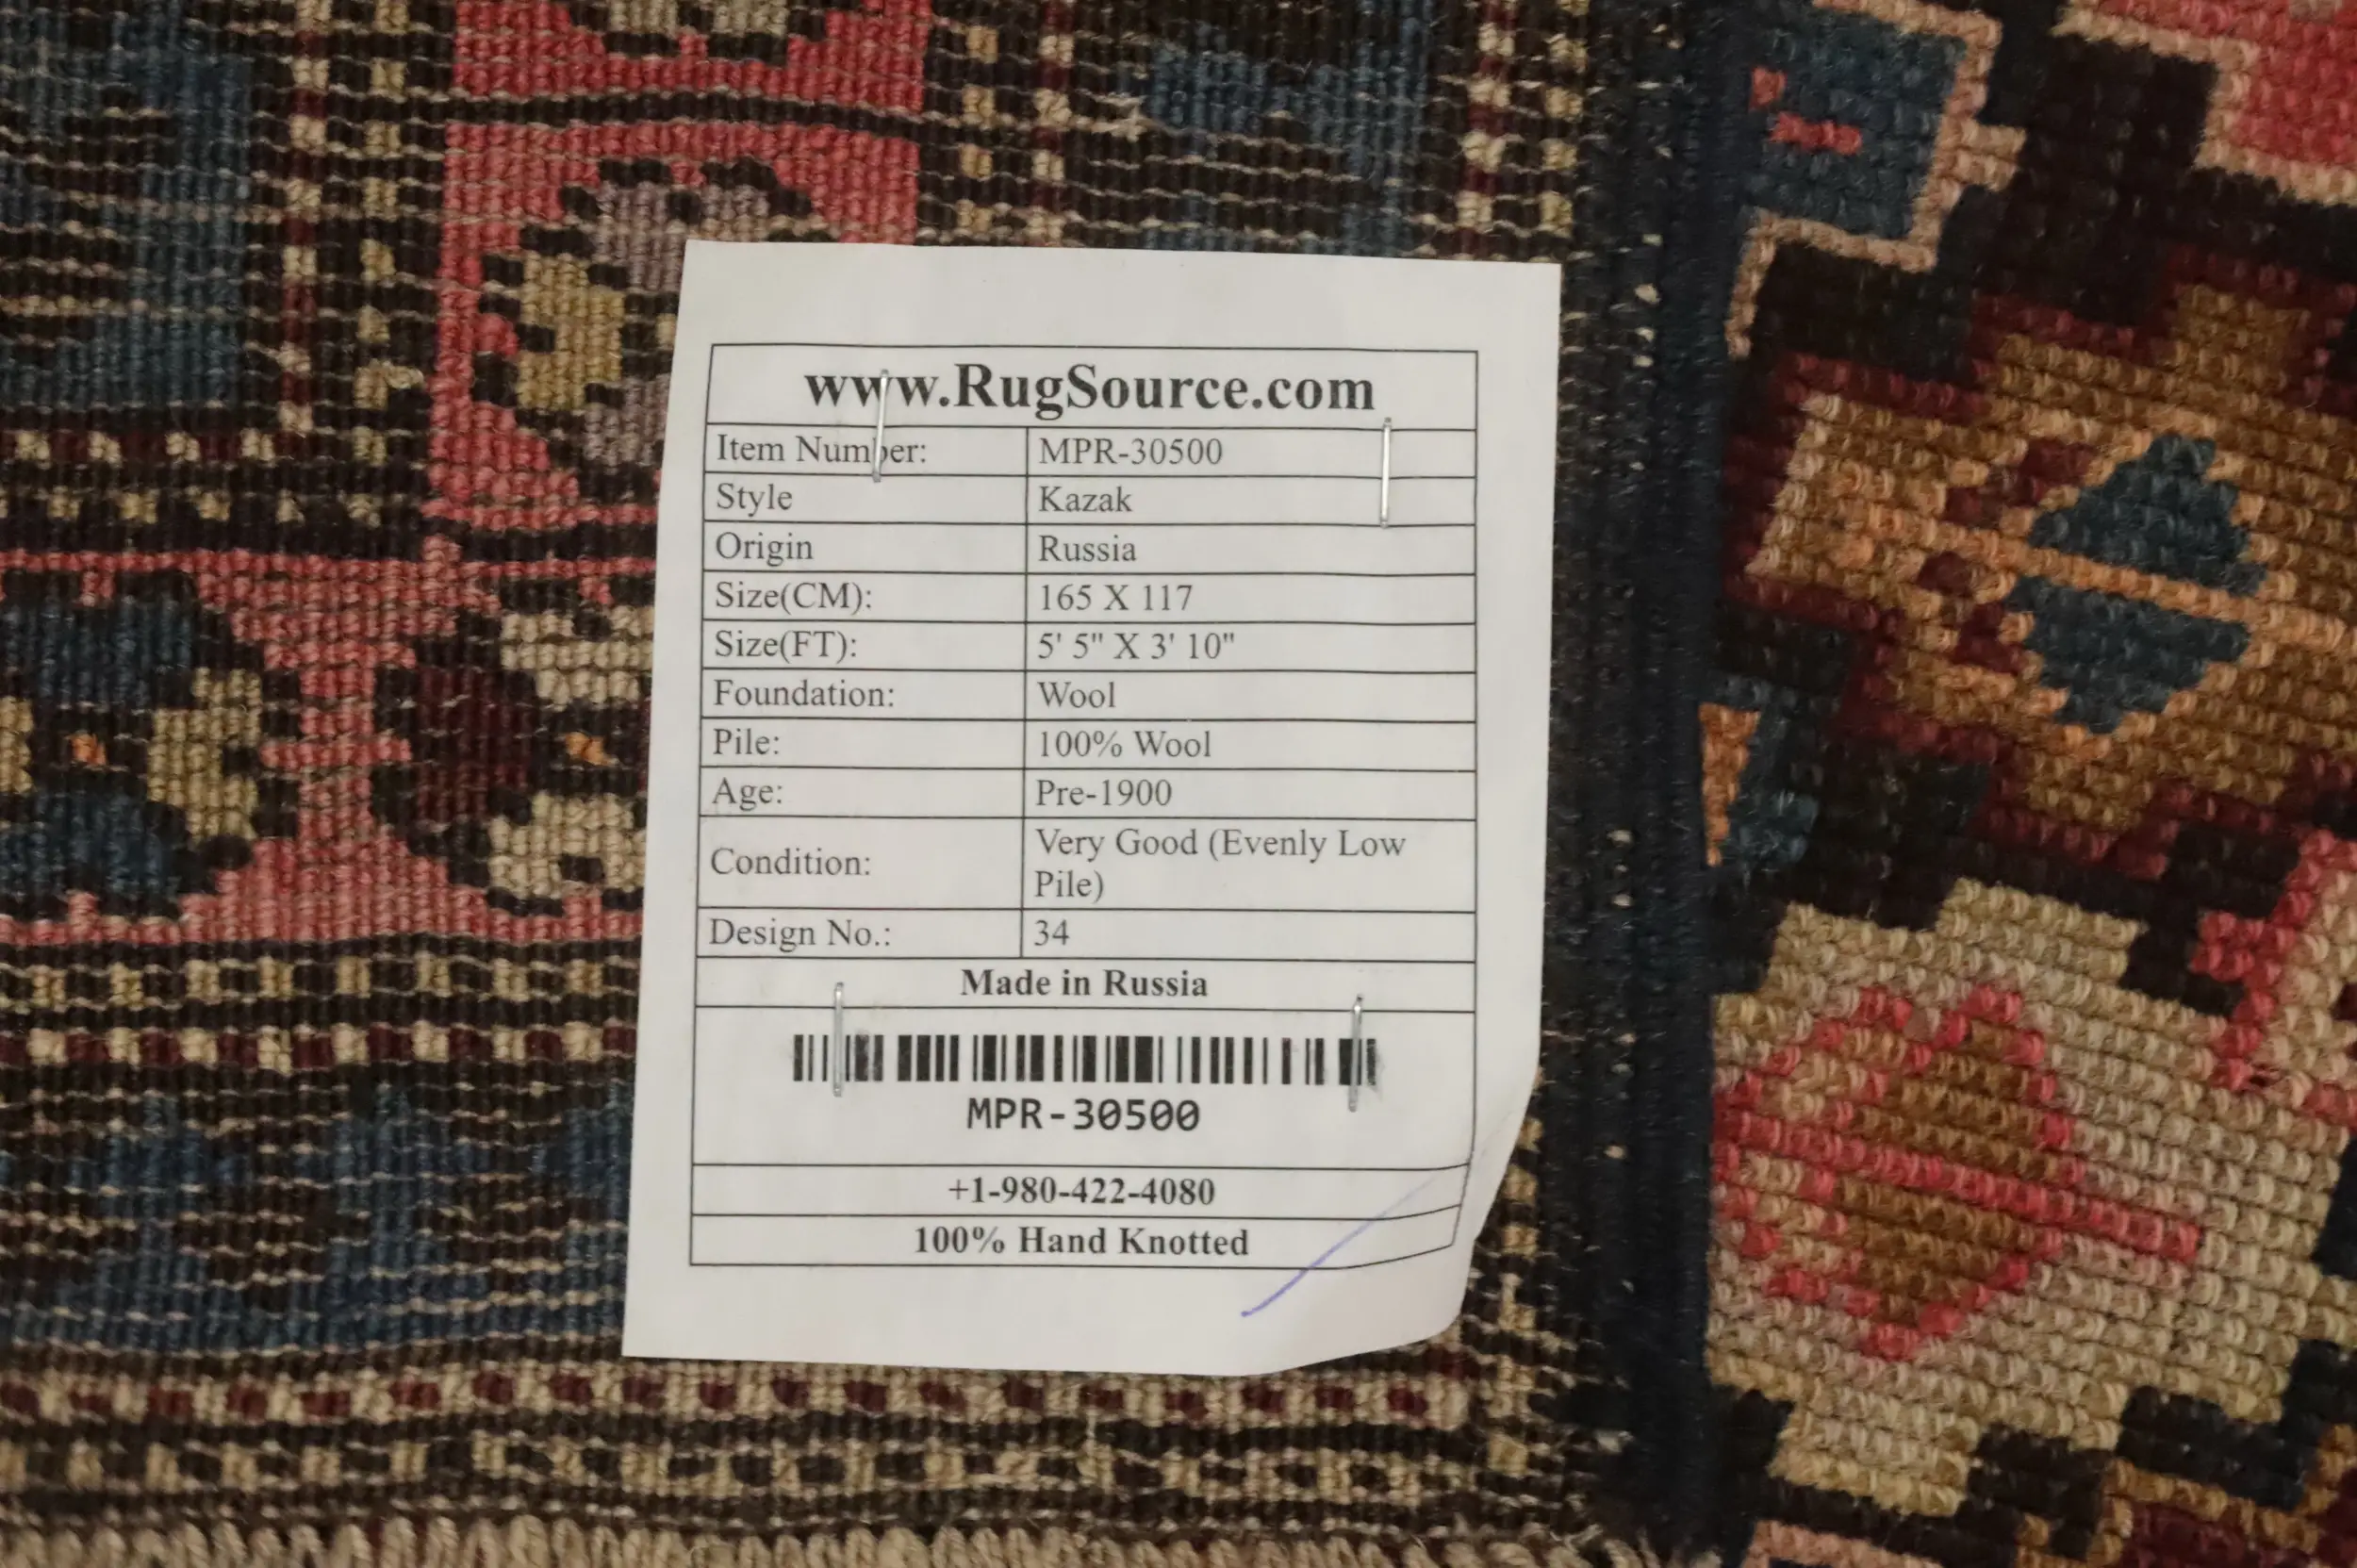 www.RugSource.com
Item Number: MPR-30500
Style Kazak
Origin Russia
Size(CM): 165 X 117
Size(FT): 5' 5" X 3' 10"
Foundation: Wool
Pile: 100% Wool
Age: Pre-1900
Condition: Very Good (Evenly Low
Pile)
Design No.: 34
Made in Russia
MPR-30500
+1-980-422-4080
100% Hand Knotted